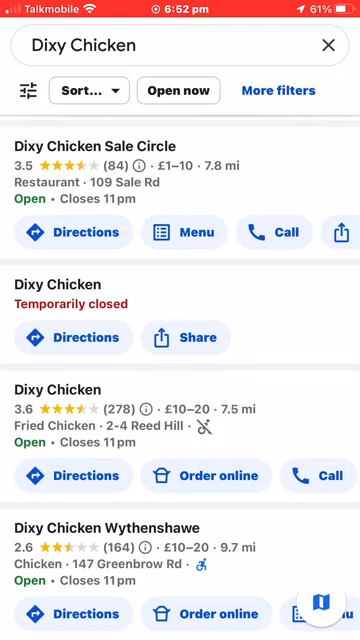 Talkmobile 6:52 pm 61%
Dixy Chicken
Sort... Open now More filters
Dixy Chicken Sale Circle
3.5 (84) · £1–10 · 7.8 mi
Restaurant · 109 Sale Rd
Open • Closes 11 pm
Directions Menu Call
Dixy Chicken
Temporarily closed
Directions Share
Dixy Chicken
3.6 (278) · £10–20 · 7.5 mi
Fried Chicken · 2-4 Reed Hill ·
Open • Closes 11 pm
Directions Order online Call
Dixy Chicken Wythenshawe
2.6 (164) · £10–20 · 9.7 mi
Chicken · 147 Greenbrow Rd ·
Open • Closes 11 pm
Directions Order online